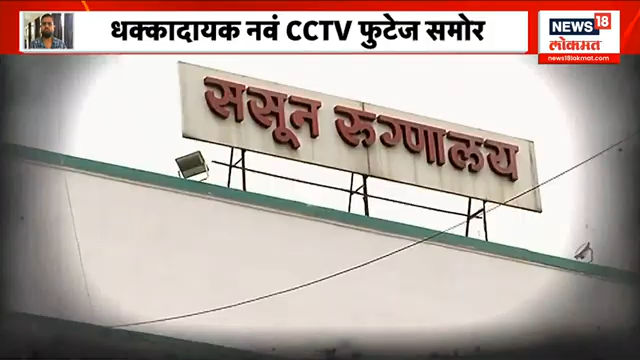 धक्कादायक नवं CCTV फुटेज समोर
NEWS 18
लोकमत
news18lokmat.com
ससून रुग्णालय